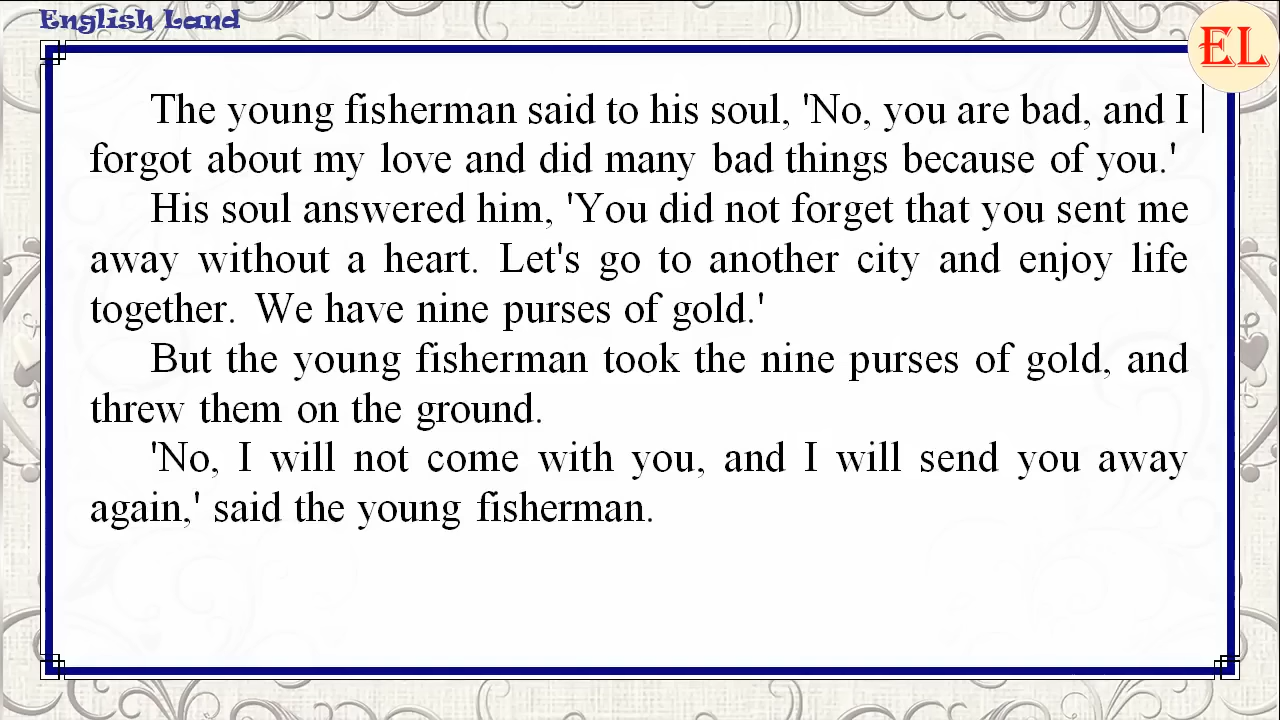 English Land
EL
The young fisherman said to his soul, 'No, you are bad, and I
forgot about my love and did many bad things because of you.'
His soul answered him, 'You did not forget that you sent me
away without a heart. Let's go to another city and enjoy life
together. We have nine purses of gold.'
But the young fisherman took the nine purses of gold, and
threw them on the ground.
'No, I will not come with you, and I will send you away
again,' said the young fisherman.